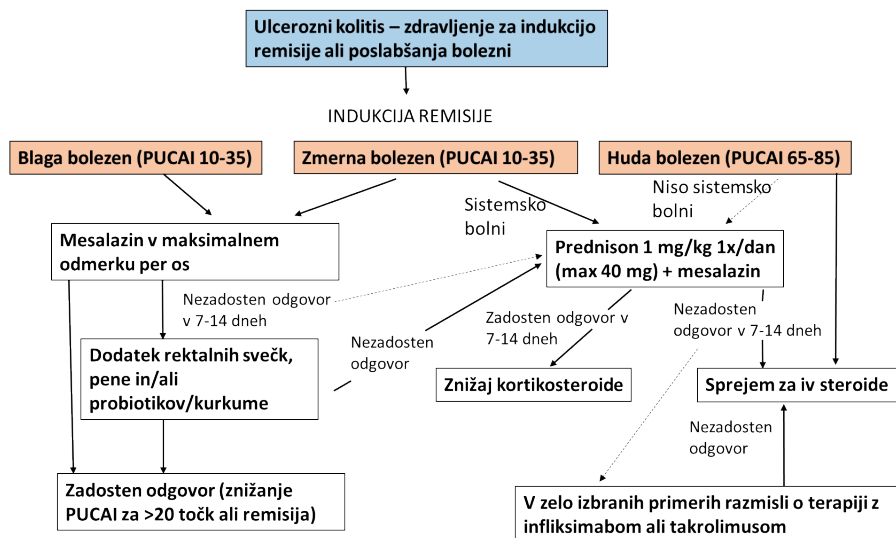 Ulcerozni kolitis – zdravljenje za indukcijo
remisije ali poslabšanja bolezni
INDUKCIJA REMISIJE
Blaga bolezen (PUCAI 10-35)
Zmerna bolezen (PUCAI 10-35)
Huda bolezen (PUCAI 65-85)
Sistemsko
bolni
Niso sistemsko
bolni
Mesalazin v maksimalnem
odmerku per os
Prednison 1 mg/kg 1x/dan
(max 40 mg) + mesalazin
Nezadosten odgovor
v 7-14 dneh
Nezadosten
odgovor
Zadosten odgovor v
7-14 dneh
Nezadosten
odgovor v 7-14 dneh
Dodatek rektalnih svečk,
pene in/ali
probiotikov/kurkume
Znižaj kortikosteroide
Sprejem za iv steroide
Nezadosten
odgovor
Zadosten odgovor (znižanje
PUCAI za >20 točk ali remisija)
V zelo izbranih primerih razmisli o terapiji z
infliksimabom ali takrolimusom